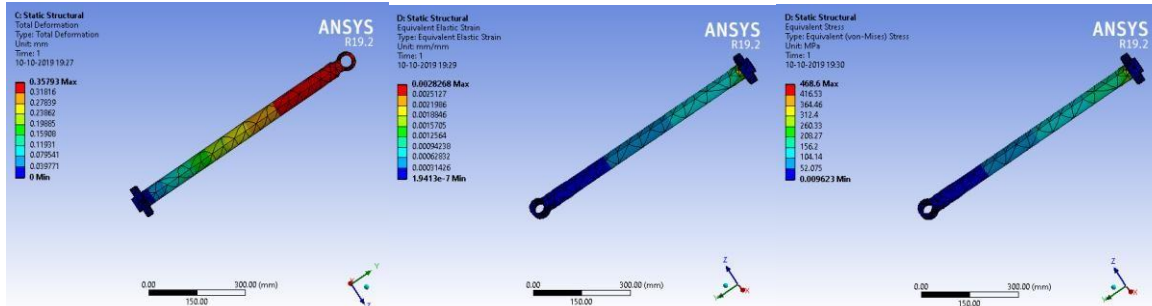 C: Static Structural
Total Deformation
Type: Total Deformation
Unit: mm
Time: 1
10-10-2019 19:27
0.35793 Max
0.31816
0.27839
0.23862
0.19885
0.15908
0.11931
0.079541
0.039771
0 Min
ANSYS
R19.2
0.00
300.00 (mm)
150.00
Y
X
D: Static Structural
Equivalent Elastic Strain
Type: Equivalent Elastic Strain
Unit: mm/mm
Time: 1
10-10-2019 19:29
0.0028268 Max
0.0025127
0.0021986
0.0018846
0.0015705
0.0012564
0.00094238
0.00062832
0.00031426
1.9413e-7 Min
ANSYS
R19.2
0.00
300.00 (mm)
150.00
Z
Y
X
D: Static Structural
Equivalent Stress
Type: Equivalent (von-Mises) Stress
Unit: MPa
Time: 1
10-10-2019 19:30
468.6 Max
416.53
364.46
312.4
260.33
208.27
156.2
104.14
52.075
0.009623 Min
ANSYS
R19.2
0.00
300.00 (mm)
150.00
Z
Y
X